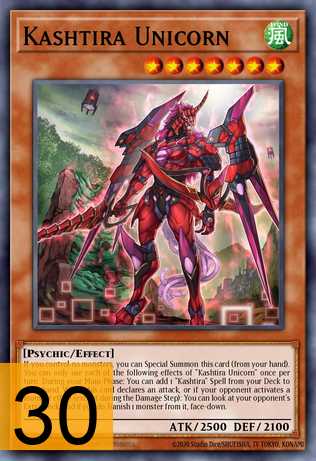 Kashtira Unicorn
WIND
風
[Psychic/Effect]
If you control no monsters, you can Special Summon this card (from your hand).
You can only use each of the following effects of "Kashtira Unicorn" once per
turn. During your Main Phase: You can add 1 "Kashtira" Spell from your Deck to
card declares an attack, or if your opponent activates a
during the Damage Step): You can look at your opponent's
banish 1 monster from it, face-down.
30
ATK/2500 DEF/2100
©2020 Studio Dice/SHUEISHA, TV TOKYO, KONAMI